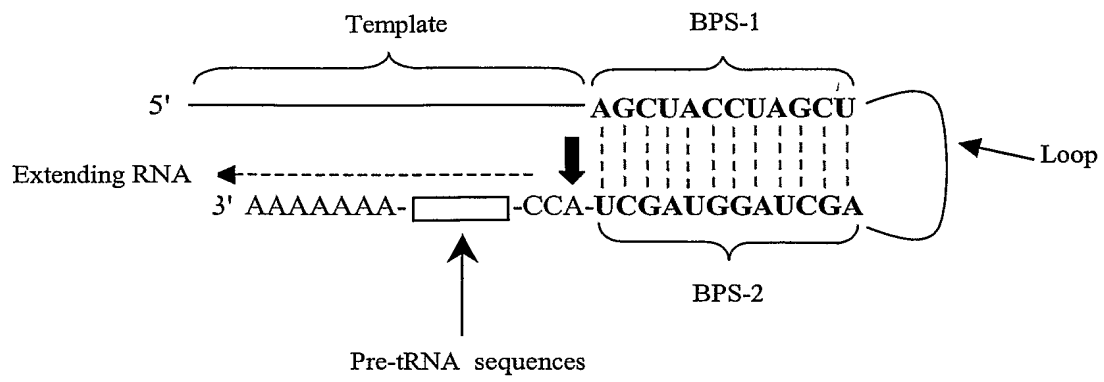 Template
BPS-1
5' AGCUACCUAGCU
Loop
Extending RNA
3' AAAAAAA- -CCA-UCGAUGGAUCGA
BPS-2
Pre-tRNA sequences